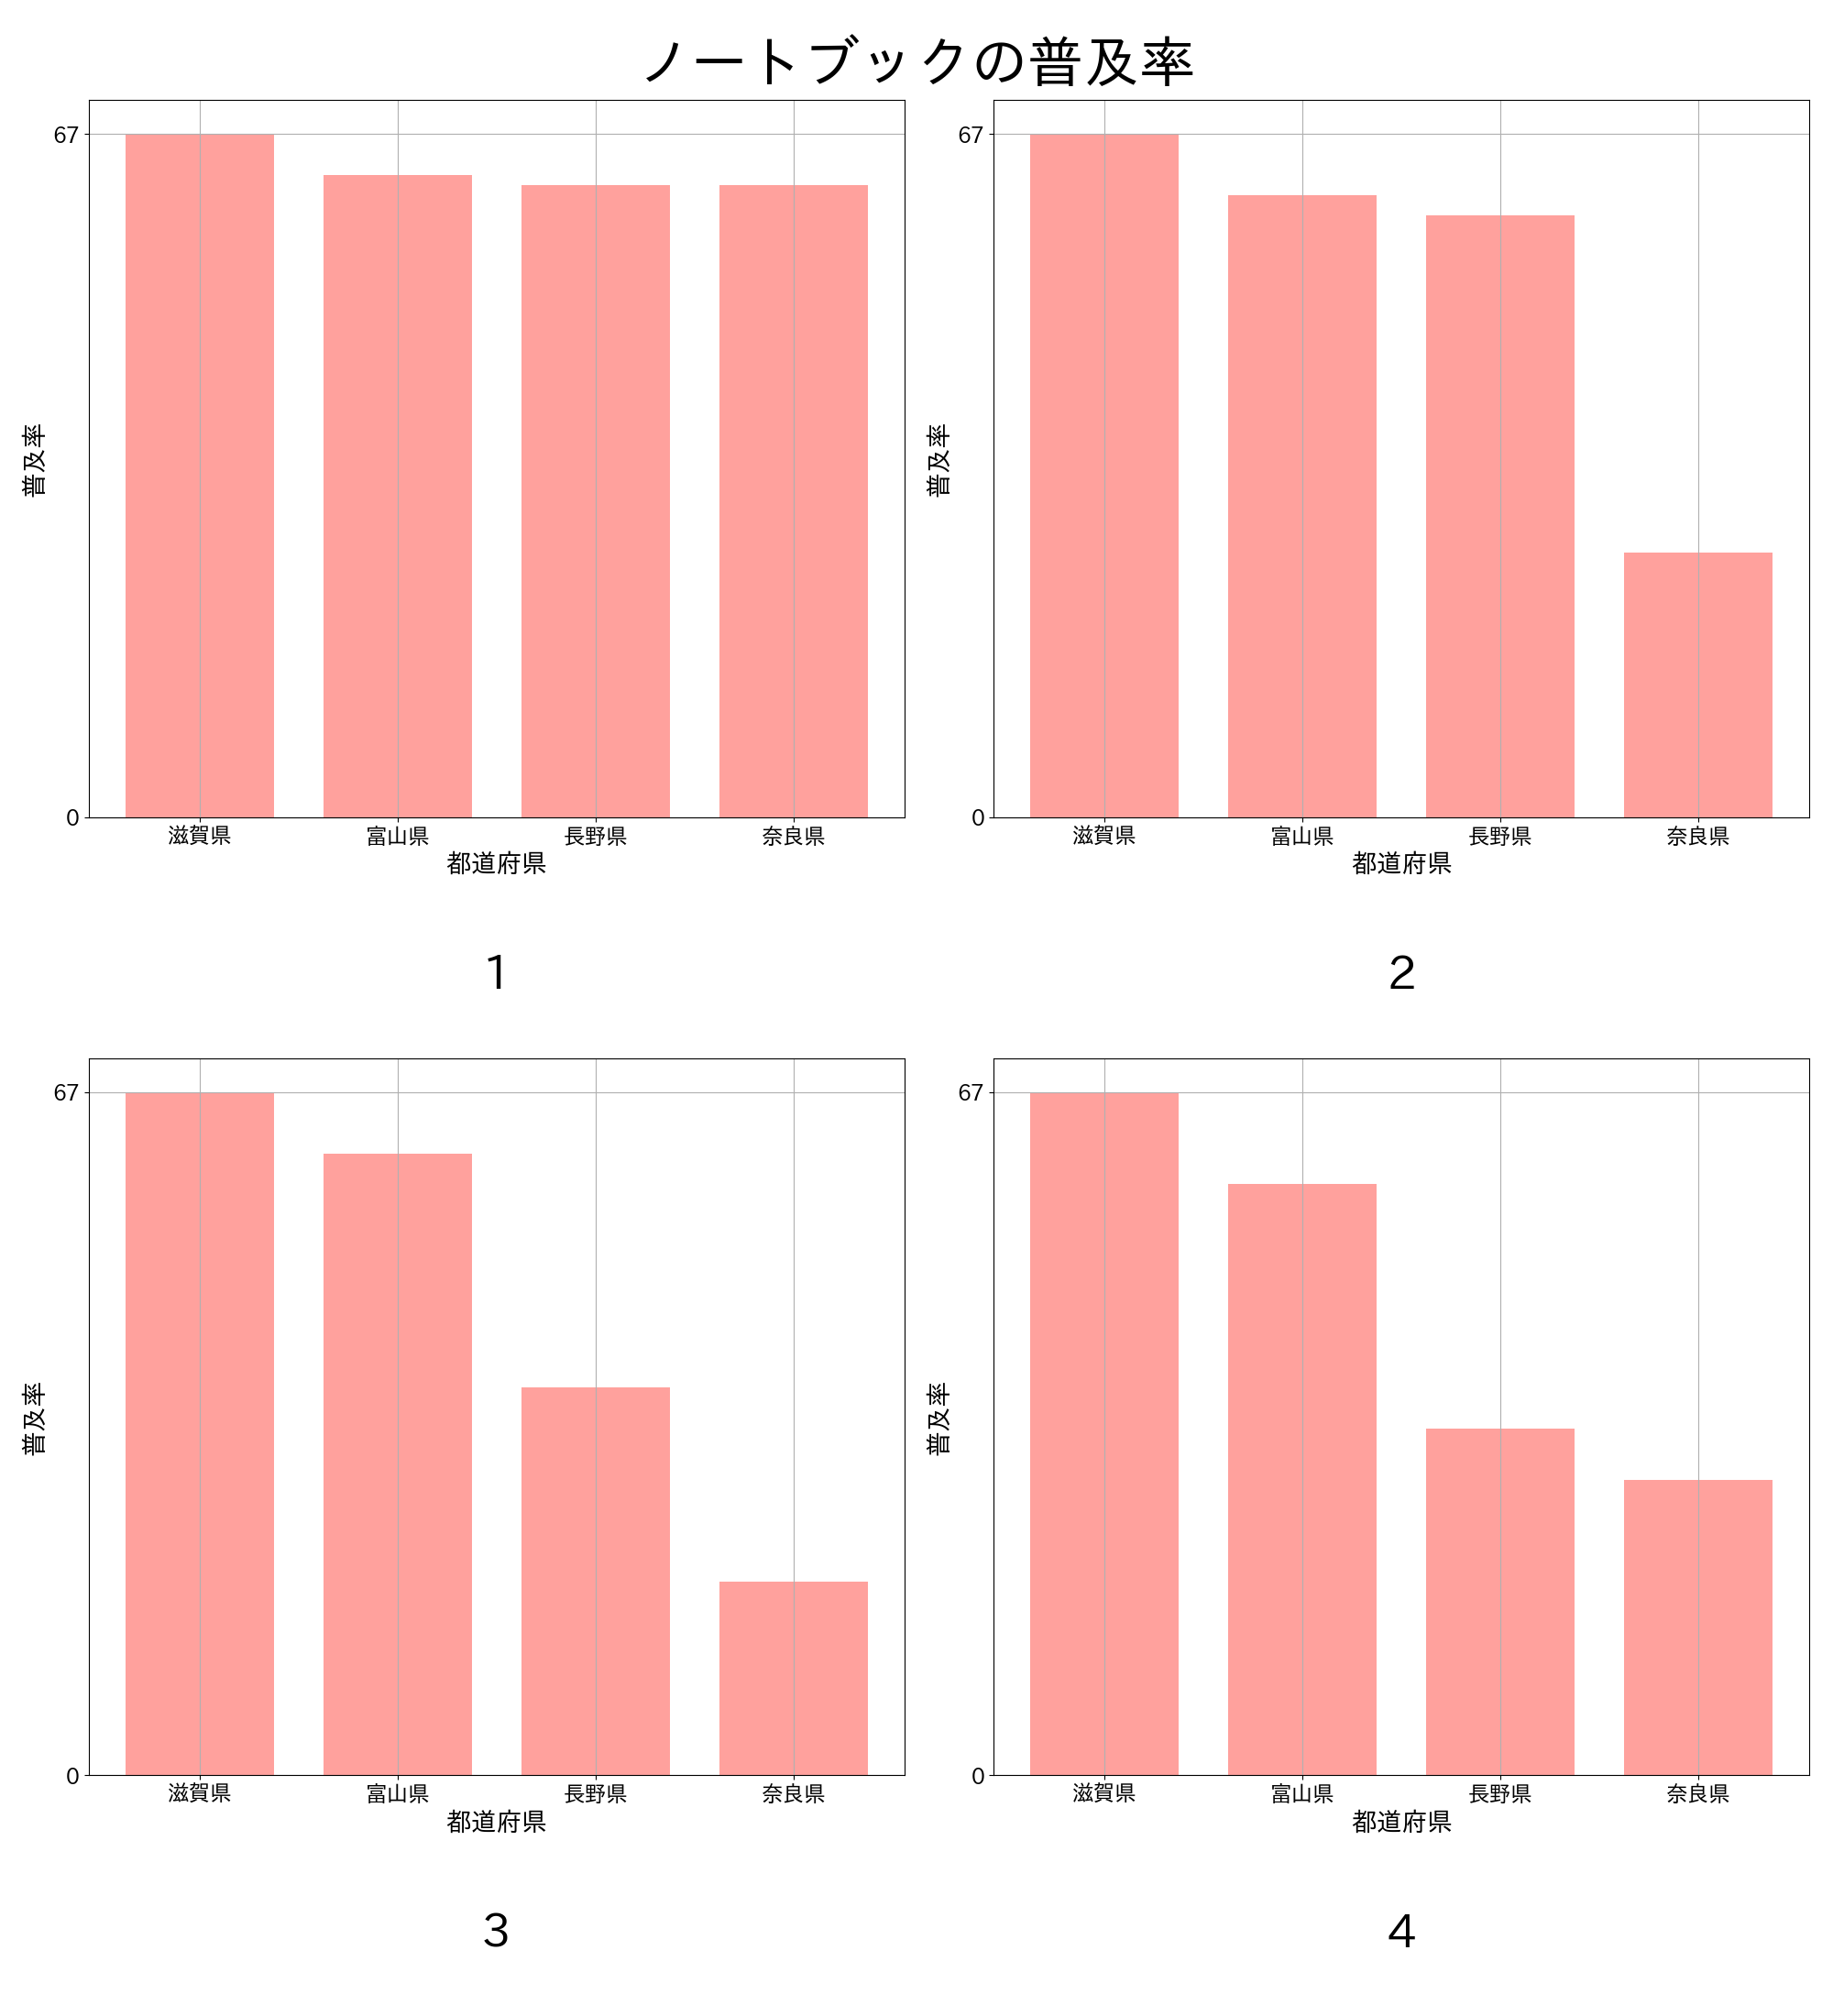 ノートブックの普及率
67
0
普及率
滋賀県 富山県 長野県 奈良県
都道府県
1
67
0
普及率
滋賀県 富山県 長野県 奈良県
都道府県
2
67
0
普及率
滋賀県 富山県 長野県 奈良県
都道府県
3
67
0
普及率
滋賀県 富山県 長野県 奈良県
都道府県
4